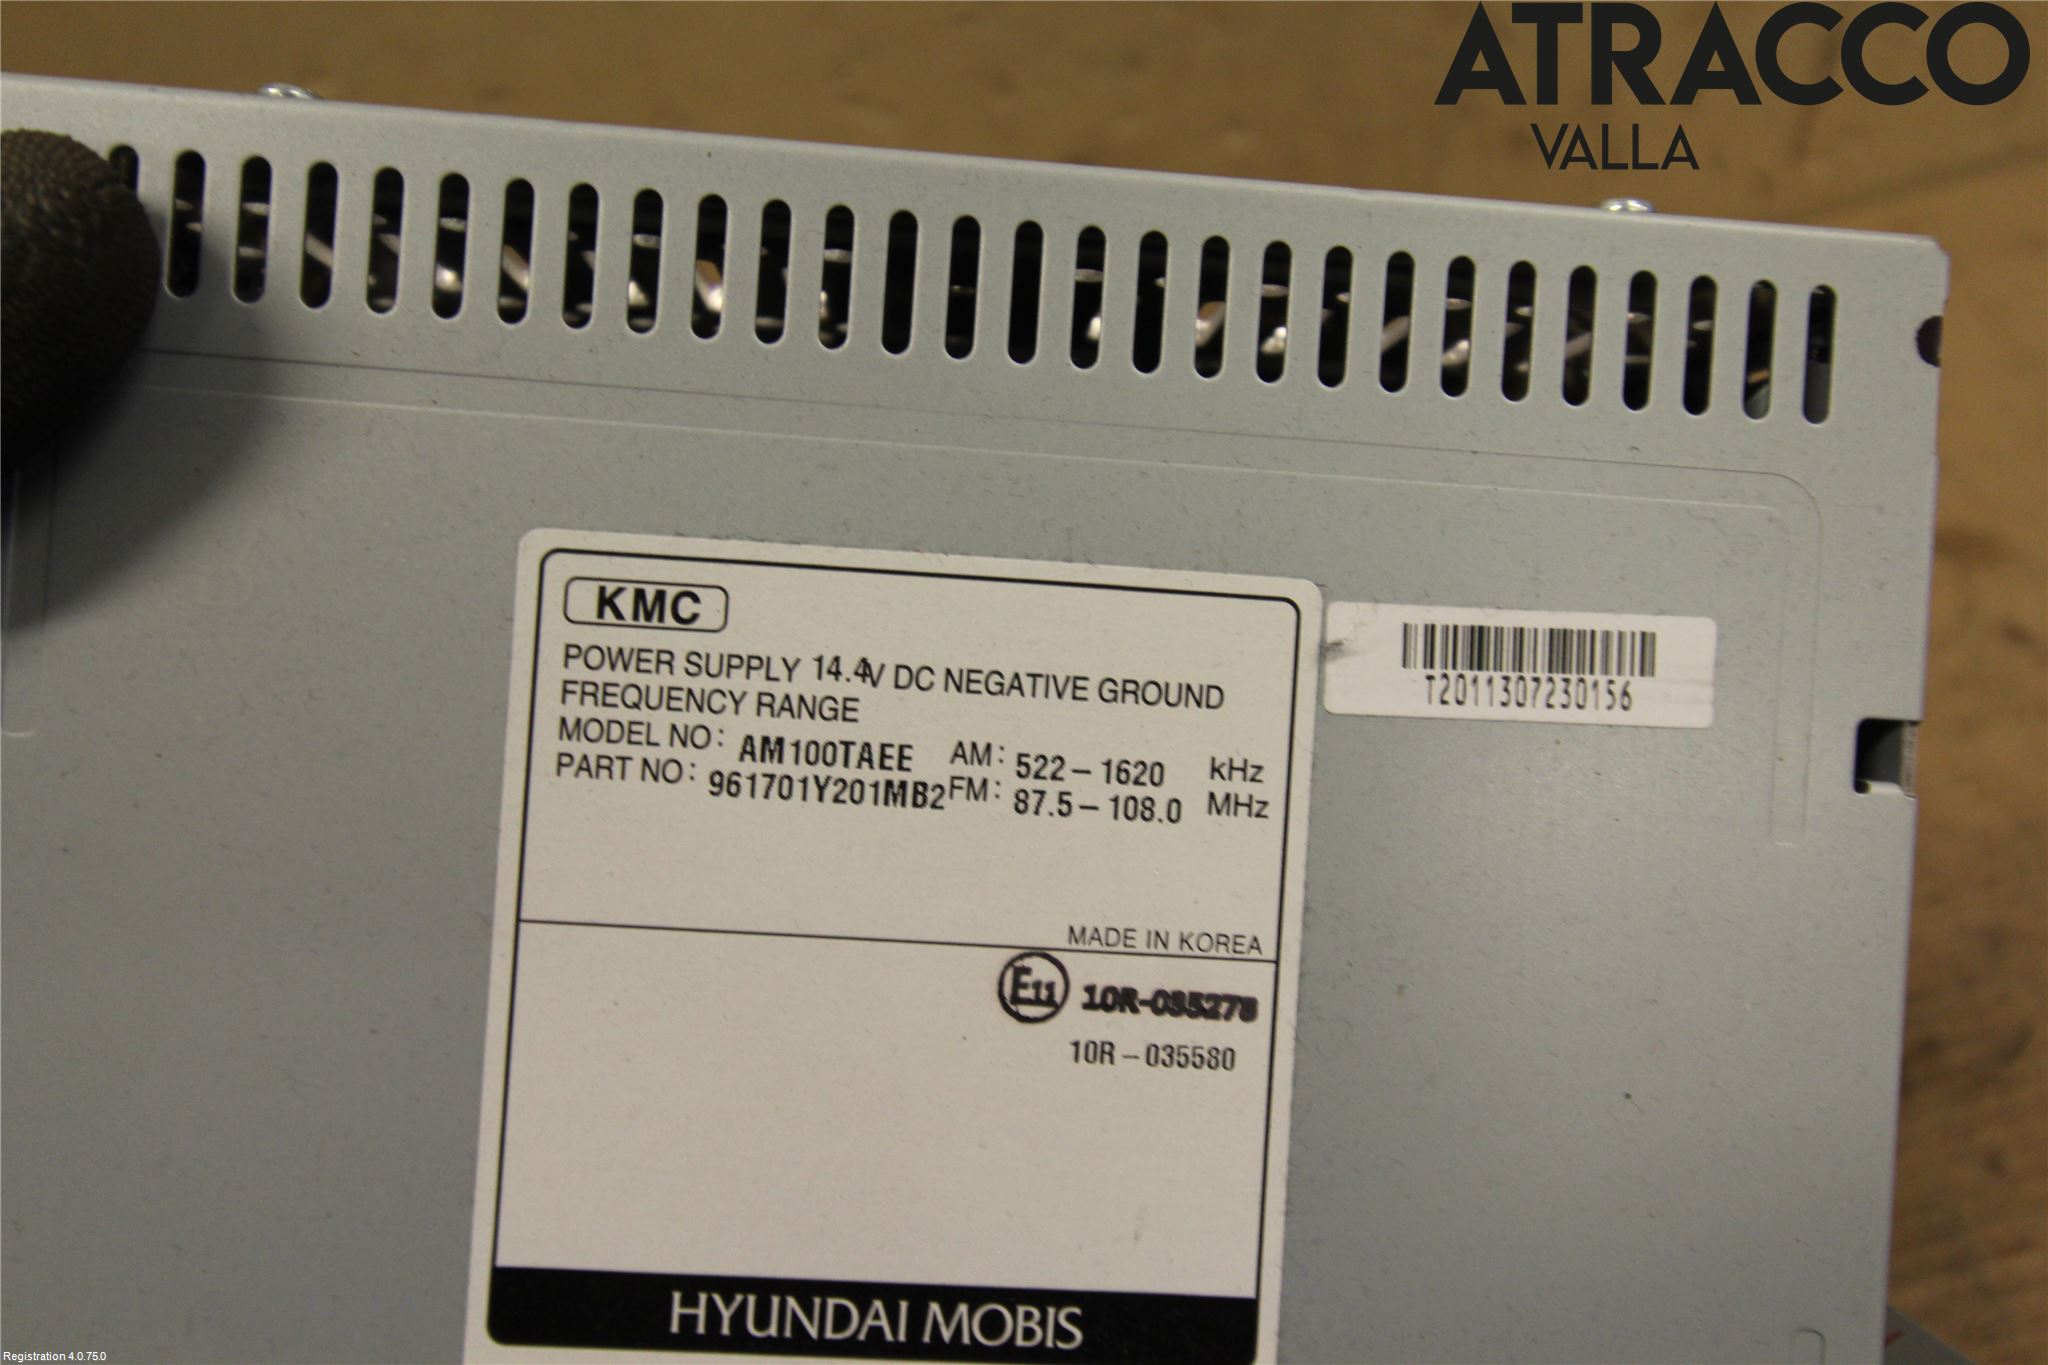 ATRACCO
VALLA
KMC
POWER SUPPLY 14.4V DC NEGATIVE GROUND
FREQUENCY RANGE
MODEL NO: AM100TAEE AM: 522-1620 kHz
PART NO: 961701Y201MB2 FM: 87.5-108.0 MHz
T2011307230156
MADE IN KOREA
E11 10R-035278
10R-035580
HYUNDAI MOBIS
Registration 4.0.75.0